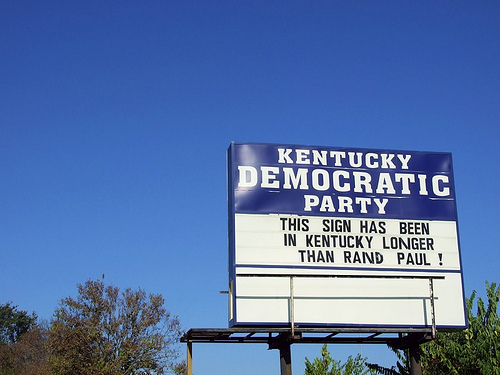 KENTUCKY
DEMOCRATIC
PARTY
THIS SIGN HAS BEEN
IN KENTUCKY LONGER
THAN RAND PAUL !